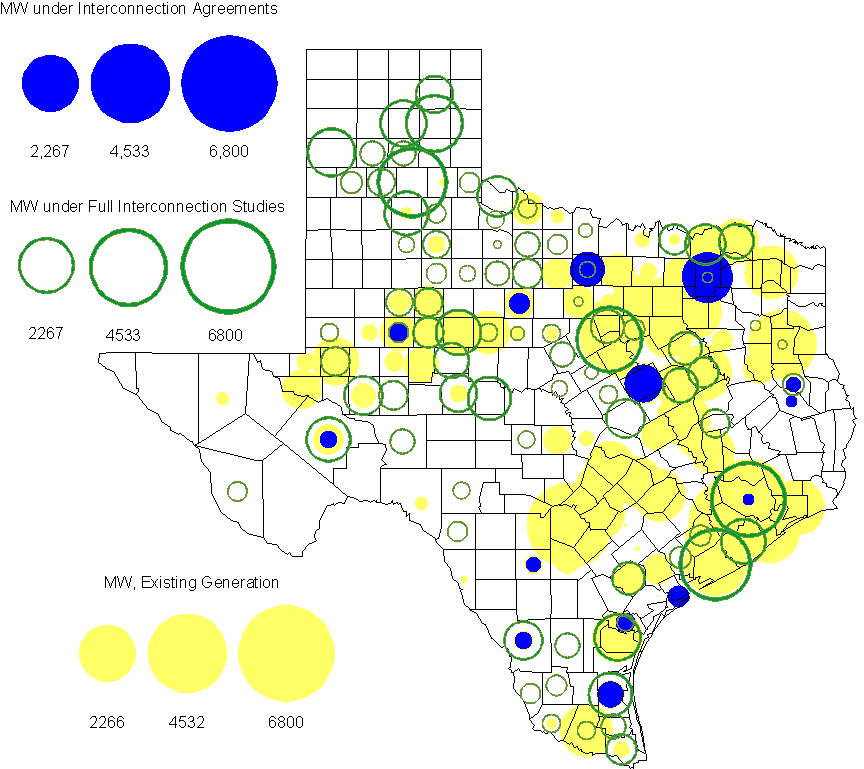 MW under Interconnection Agreements
2,267 4,533 6,800
MW under Full Interconnection Studies
2267 4533 6800
MW, Existing Generation
2266 4532 6800